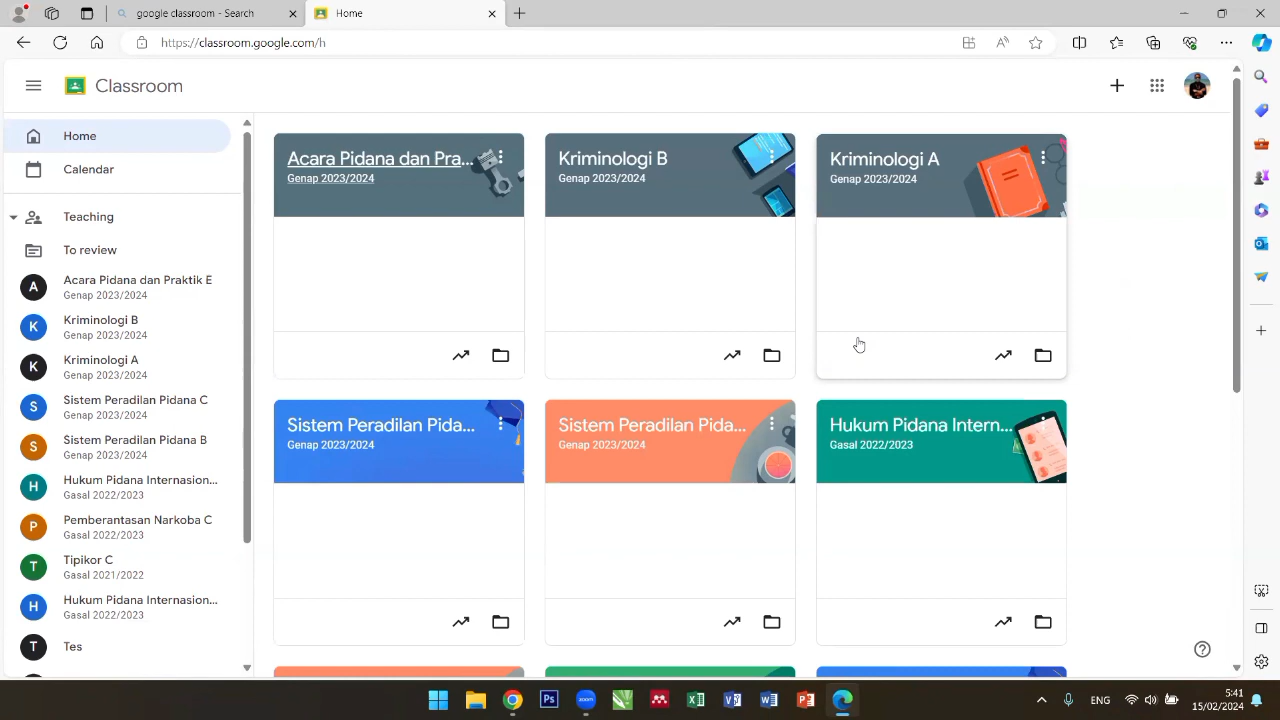 google classroom - Search
Home
https://classroom.google.com/h
Classroom
Home
Calendar
Teaching
To review
Acara Pidana dan Praktik E
Genap 2023/2024
Kriminologi B
Genap 2023/2024
Kriminologi A
Genap 2023/2024
Sistem Peradilan Pidana C
Genap 2023/2024
Sistem Peradilan Pidana B
Genap 2023/2024
Hukum Pidana Internasion...
Gasal 2022/2023
Pemberantasan Narkoba C
Gasal 2022/2023
Tipikor C
Gasal 2021/2022
Hukum Pidana Internasion...
Gasal 2022/2023
Tes
A
K
K
S
S
H
P
T
H
T
Acara Pidana dan Pra...
Genap 2023/2024
Kriminologi B
Genap 2023/2024
Kriminologi A
Genap 2023/2024
Sistem Peradilan Pida...
Genap 2023/2024
Sistem Peradilan Pida...
Genap 2023/2024
Hukum Pidana Intern...
Gasal 2022/2023
Ps
zoom
ENG
5:41
15/02/2024